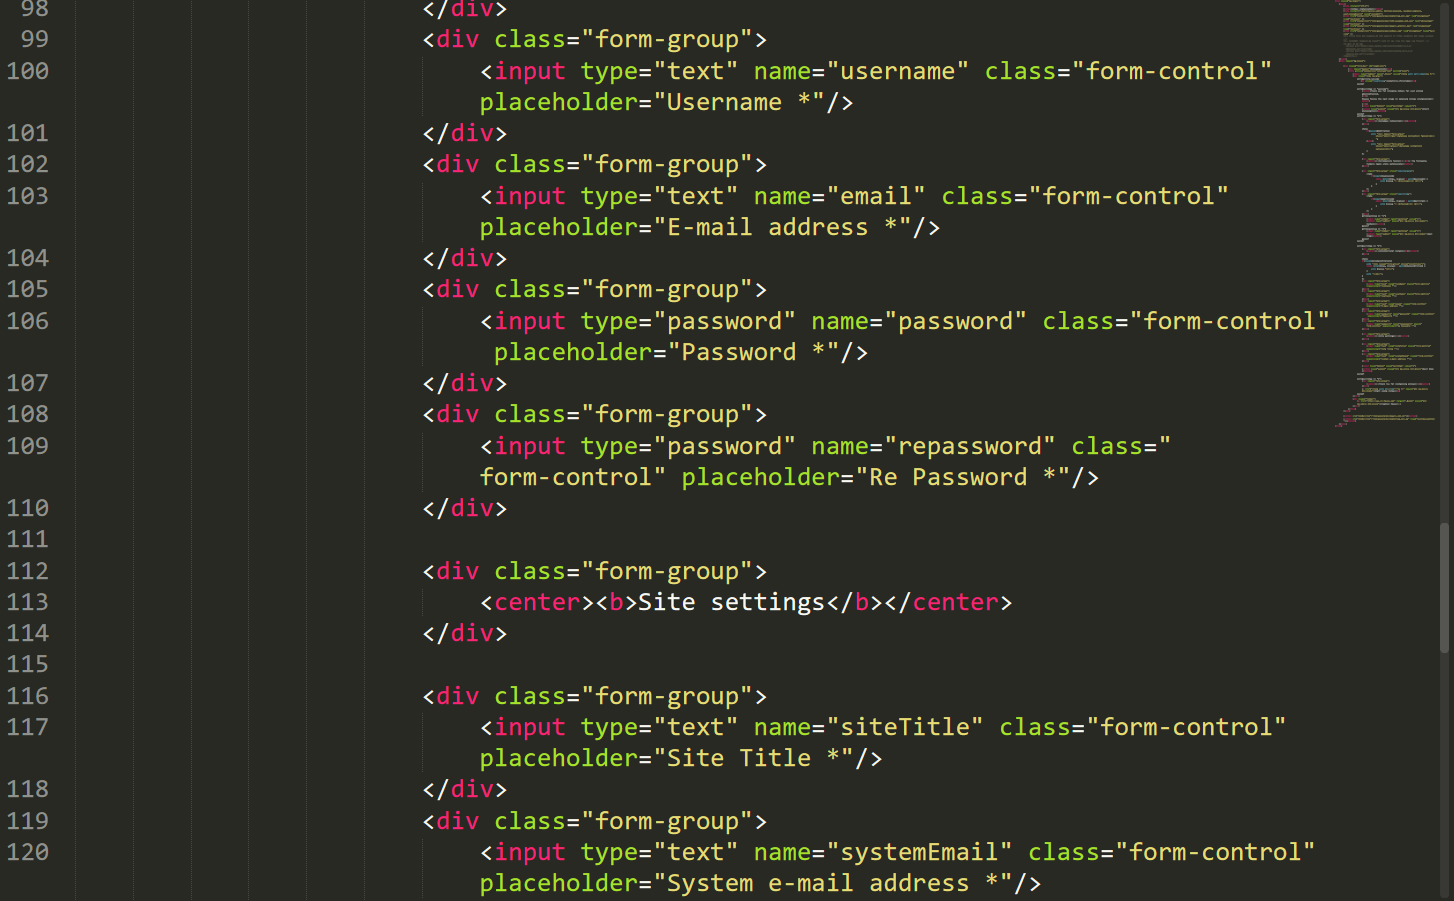 98 </div>
99 <div class="form-group">
100 <input type="text" name="username" class="form-control"
placeholder="Username *"/>
101 </div>
102 <div class="form-group">
103 <input type="text" name="email" class="form-control"
placeholder="E-mail address *"/>
104 </div>
105 <div class="form-group">
106 <input type="password" name="password" class="form-control"
placeholder="Password *"/>
107 </div>
108 <div class="form-group">
109 <input type="password" name="repassword" class="
form-control" placeholder="Re Password *"/>
110 </div>
111
112 <div class="form-group">
113 <center><b>Site settings</b></center>
114 </div>
115
116 <div class="form-group">
117 <input type="text" name="siteTitle" class="form-control"
placeholder="Site Title *"/>
118 </div>
119 <div class="form-group">
120 <input type="text" name="systemEmail" class="form-control"
placeholder="System e-mail address *"/>